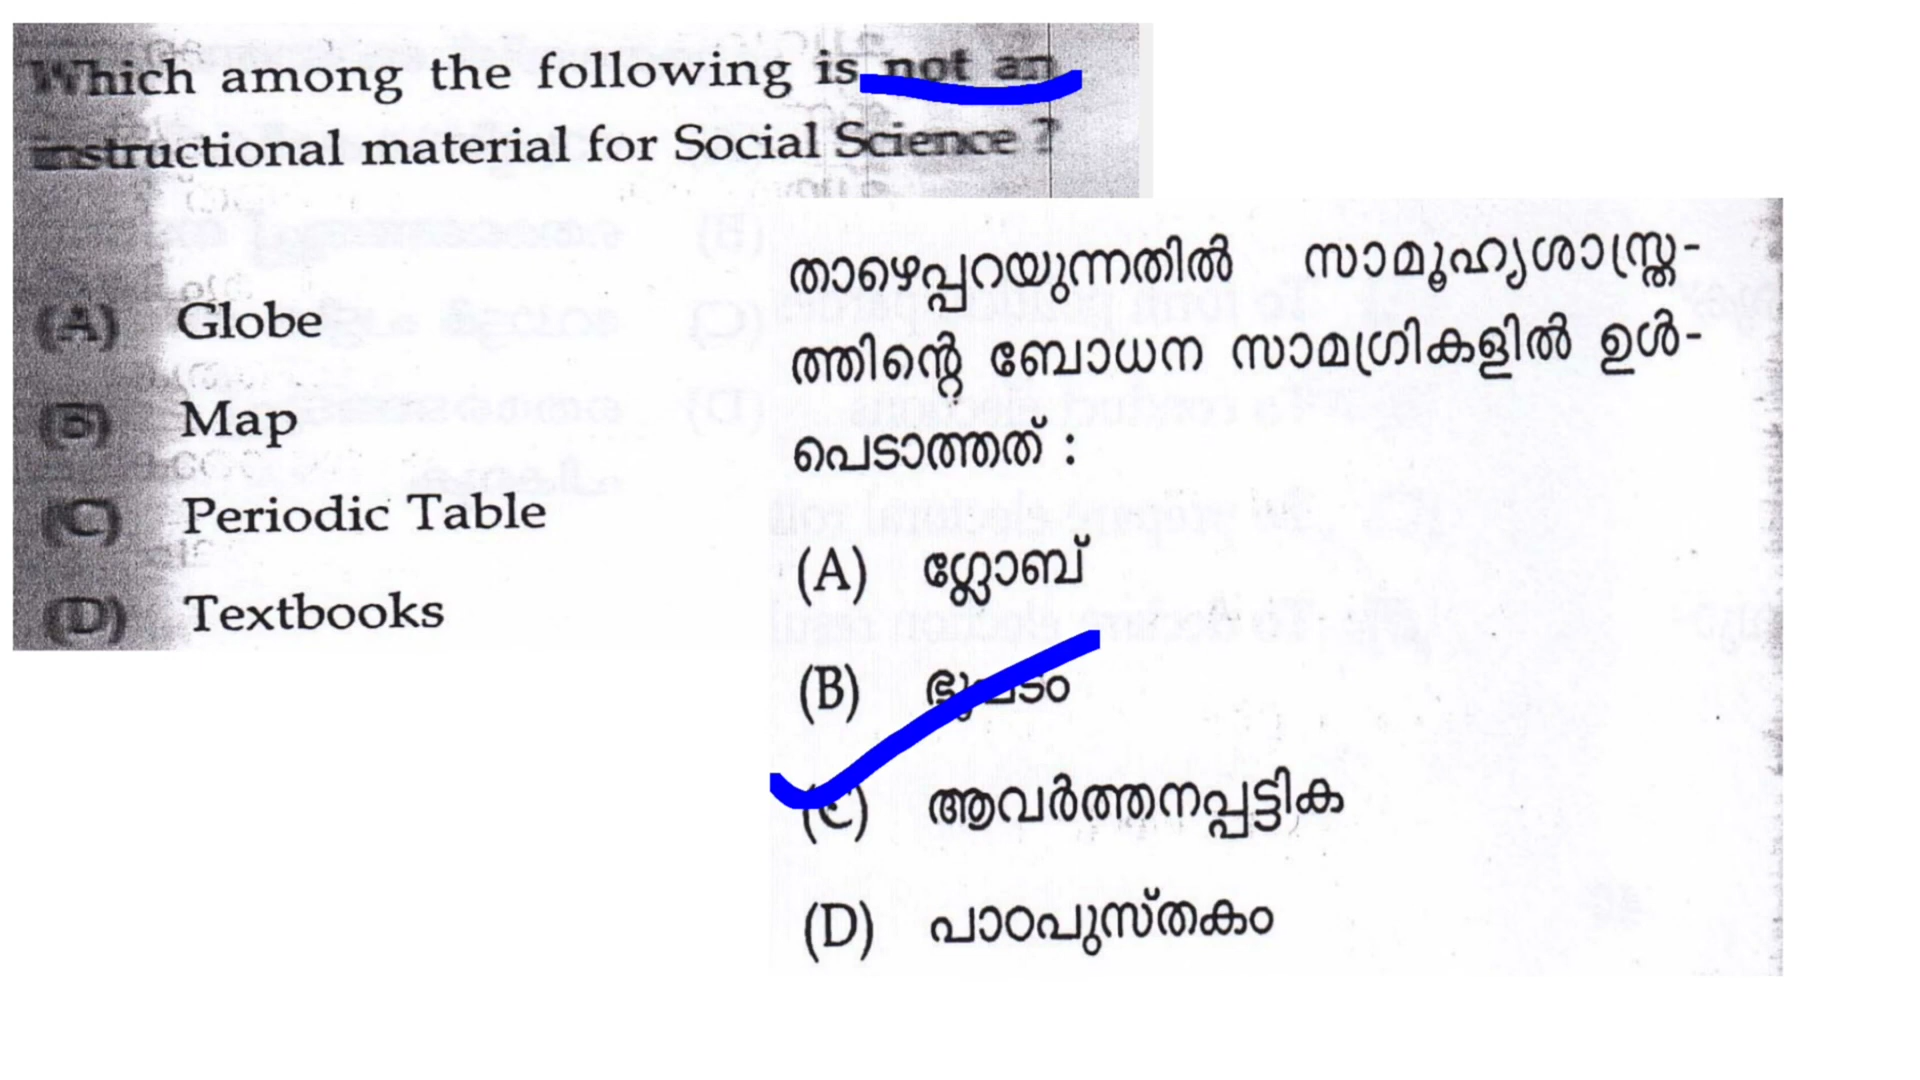 Which among the following is not an
instructional material for Social Science ?
(A) Globe
(B) Map
(C) Periodic Table
(D) Textbooks
താഴെപ്പറയുന്നതിൽ സാമൂഹ്യശാസ്ത്ര-
ത്തിന്റെ ബോധന സാമഗ്രികളിൽ ഉൾ-
പെടാത്തത് :
(A) ഗ്ലോബ്
(B) ഭൂപടം
(C) ആവർത്തനപ്പട്ടിക
(D) പാഠപുസ്തകം